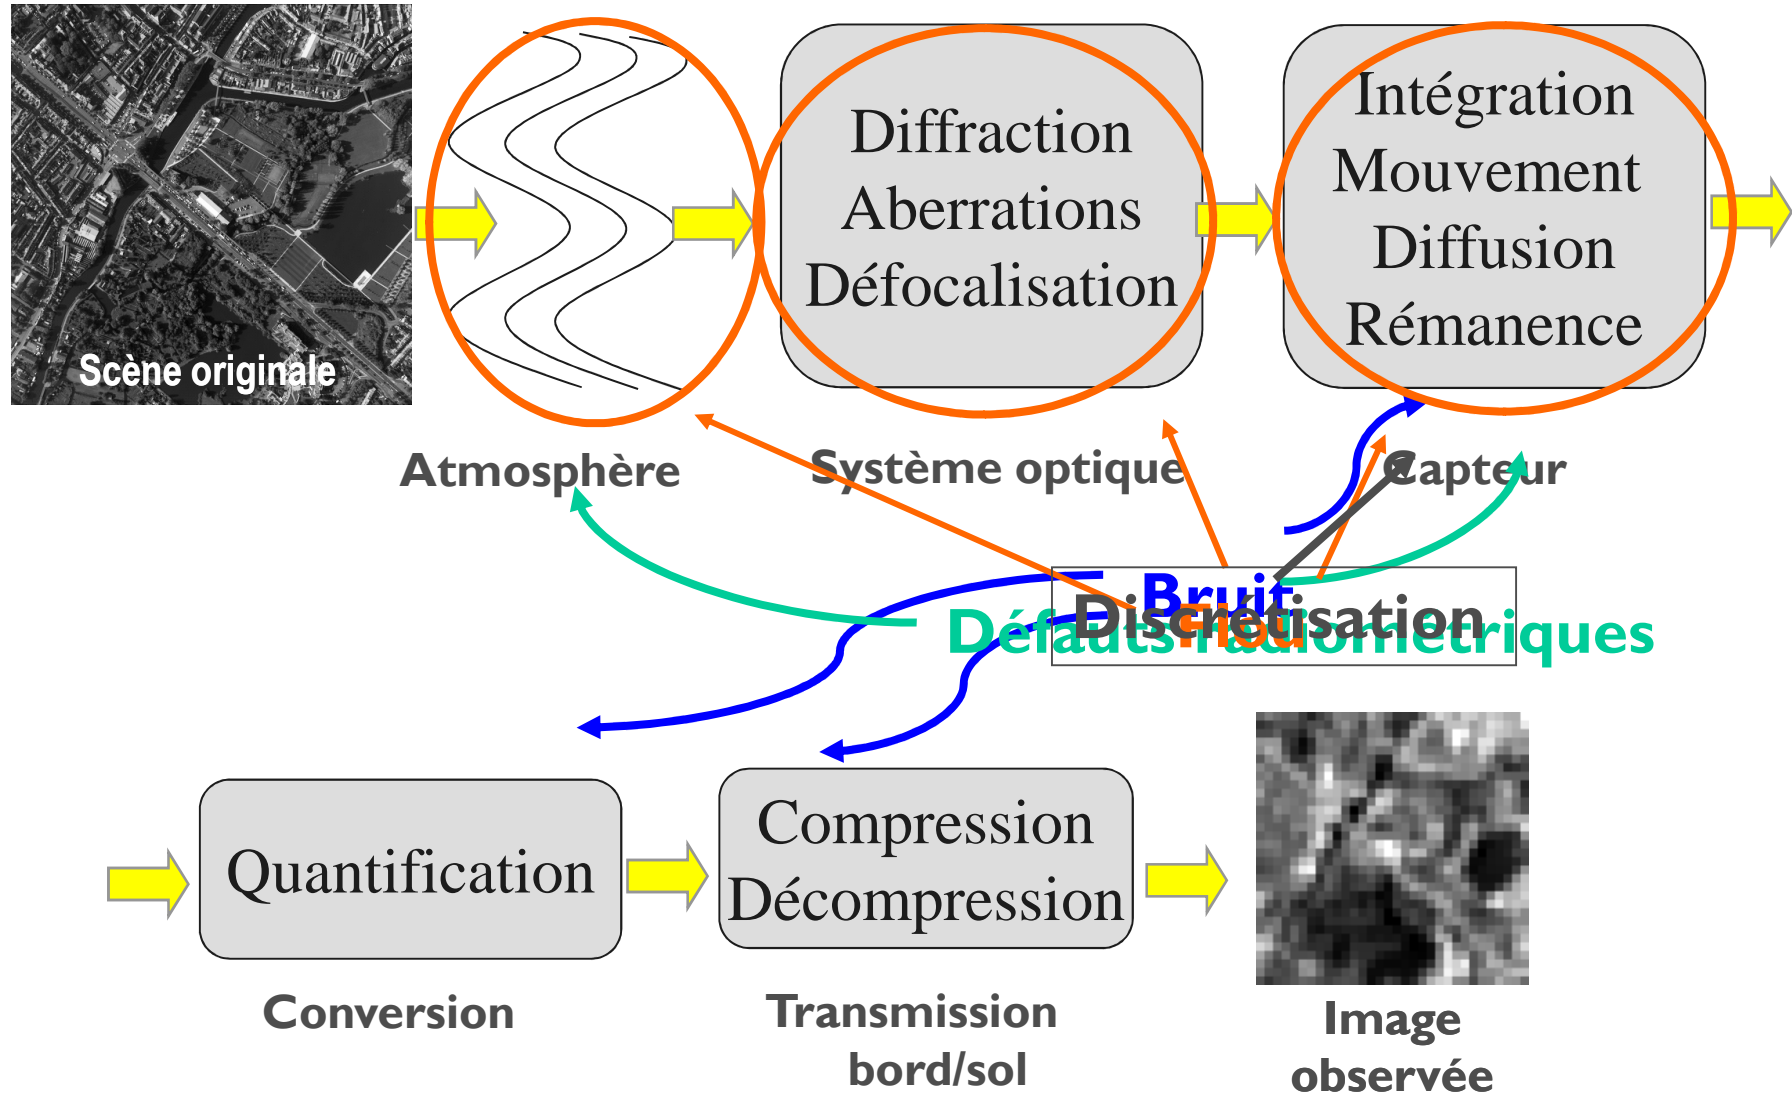 Scène originale
Diffraction
Aberrations
Défocalisation
Intégration
Mouvement
Diffusion
Rémanence
Atmosphère
Système optique
Capteur
Bruit
Discrétisation
Flou
Défauts radiométriques
Quantification
Compression
Décompression
Conversion
Transmission
bord/sol
Image
observée